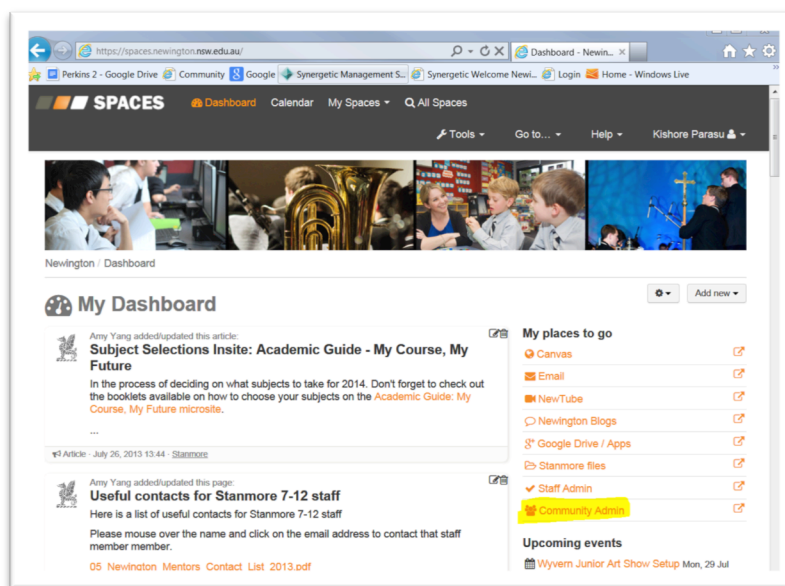 https://spaces.newington.nsw.edu.au/
Dashboard - Newin...
Perkins 2 - Google Drive Community Google Synergetic Management S... Synergetic Welcome Newi... Login Home - Windows Live
SPACES Dashboard Calendar My Spaces All Spaces
Tools Go to... Help Kishore Parasu
Newington / Dashboard
My Dashboard
Add new
Amy Yang added/updated this article:
Subject Selections Insite: Academic Guide - My Course, My
Future
In the process of deciding on what subjects to take for 2014. Don't forget to check out
the booklets available on how to choose your subjects on the Academic Guide: My
Course, My Future microsite.
...
Article · July 26, 2013 13:44 · Stanmore
Amy Yang added/updated this page:
Useful contacts for Stanmore 7-12 staff
Here is a list of useful contacts for Stanmore 7-12 staff
Please mouse over the name and click on the email address to contact that staff
member member.
05_Newington_Mentors_Contact_List_2013.pdf
My places to go
Canvas
Email
NewTube
Newington Blogs
Google Drive / Apps
Stanmore files
Staff Admin
Community Admin
Upcoming events
Wyvern Junior Art Show Setup Mon, 29 Jul